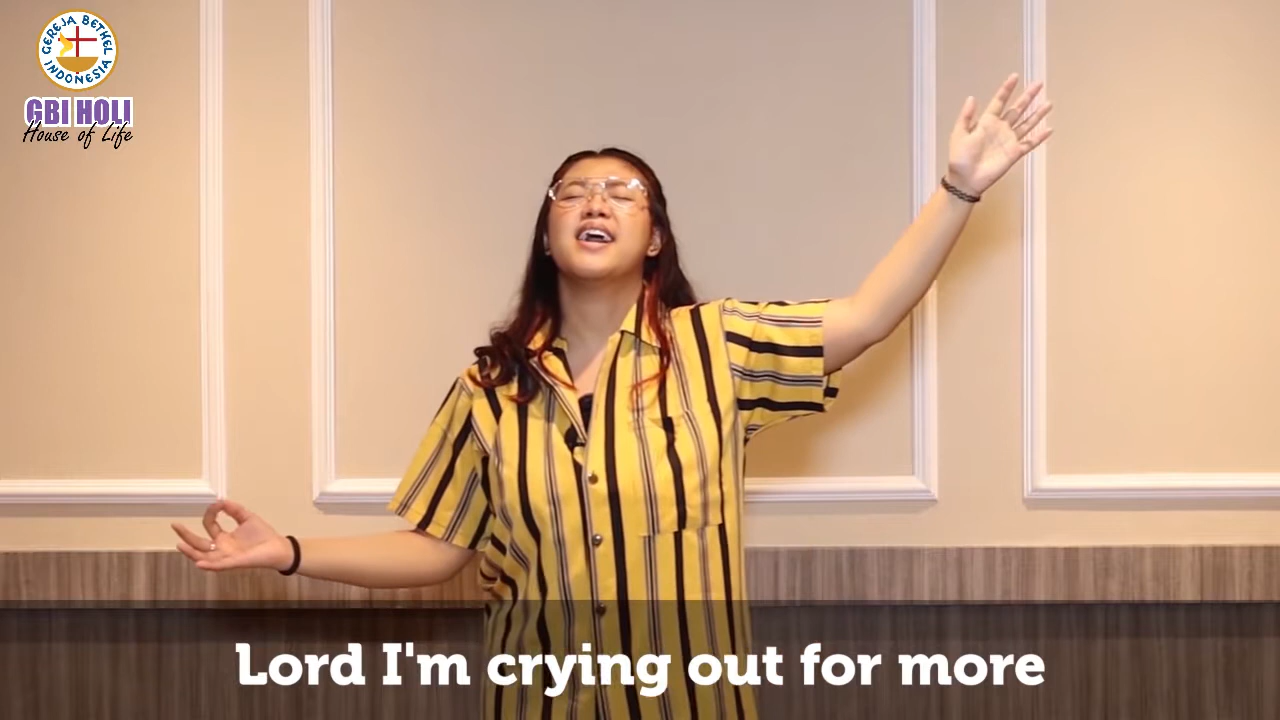 GEREJA BETHEL
INDONESIA
GBI HOLI
House of Life
Lord I'm crying out for more